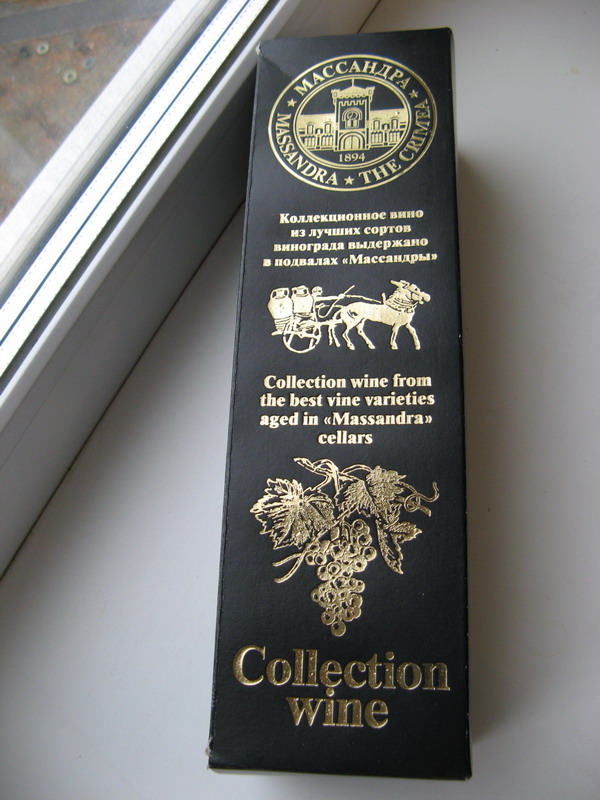 МАССАНДРА
MASSANDRA ★ THE CRIMEA
1894
Коллекционное вино
из лучших сортов
винограда выдержано
в подвалах «Массандры»
Collection wine from
the best vine varieties
aged in «Massandra»
cellars
Collection
wine